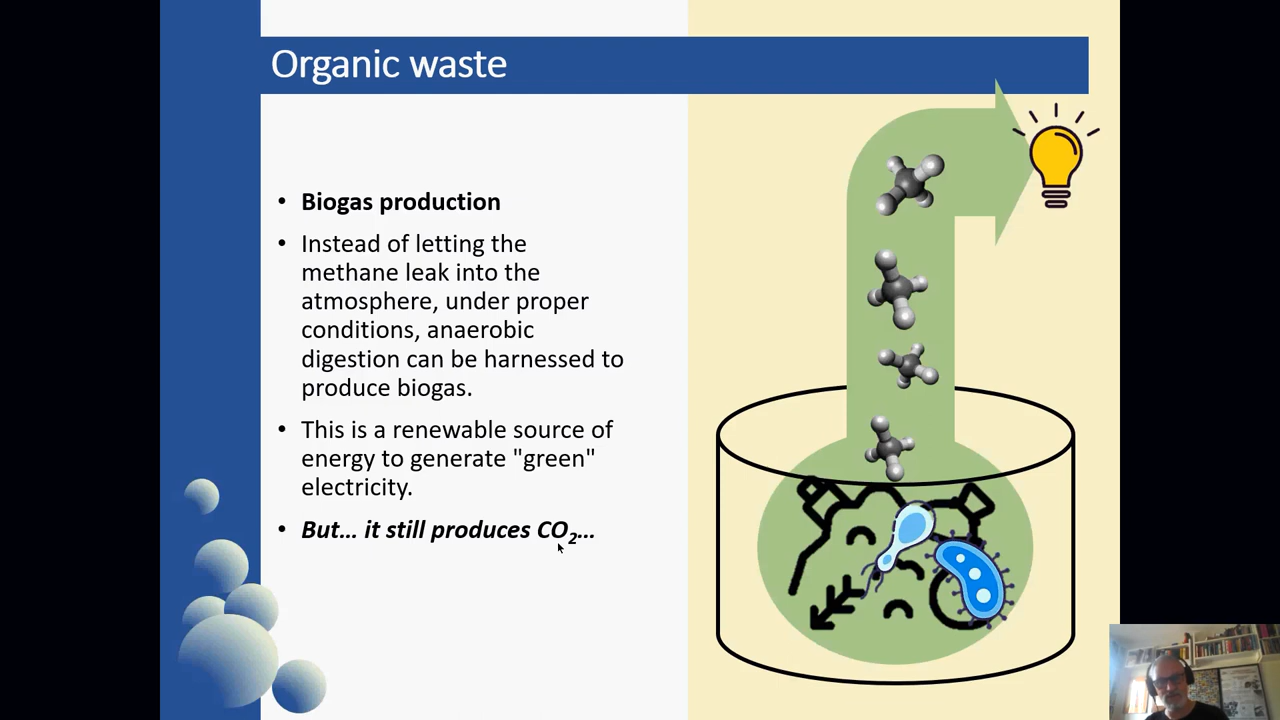 Organic waste
• Biogas production
• Instead of letting the
methane leak into the
atmosphere, under proper
conditions, anaerobic
digestion can be harnessed to
produce biogas.
• This is a renewable source of
energy to generate "green"
electricity.
• But... it still produces CO₂...